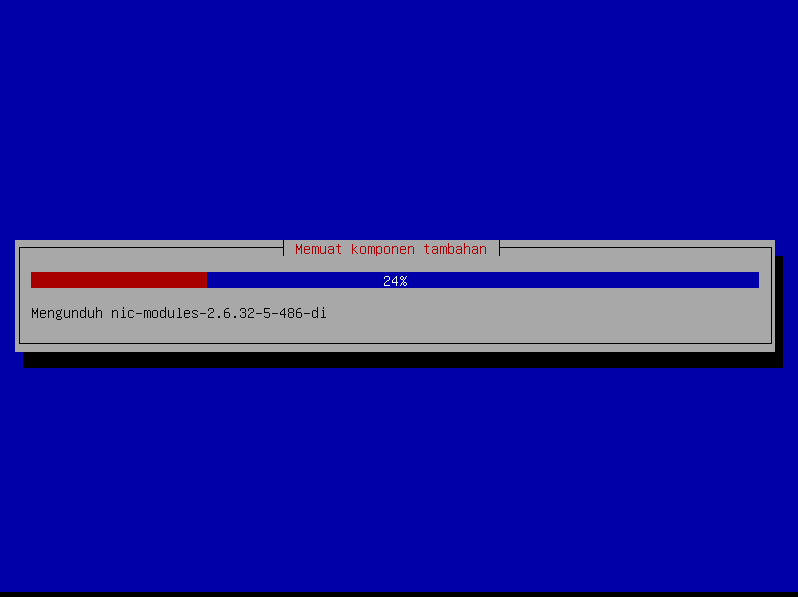 Memuat komponen tambahan
24%
Mengunduh nic-modules-2.6.32-5-486-di